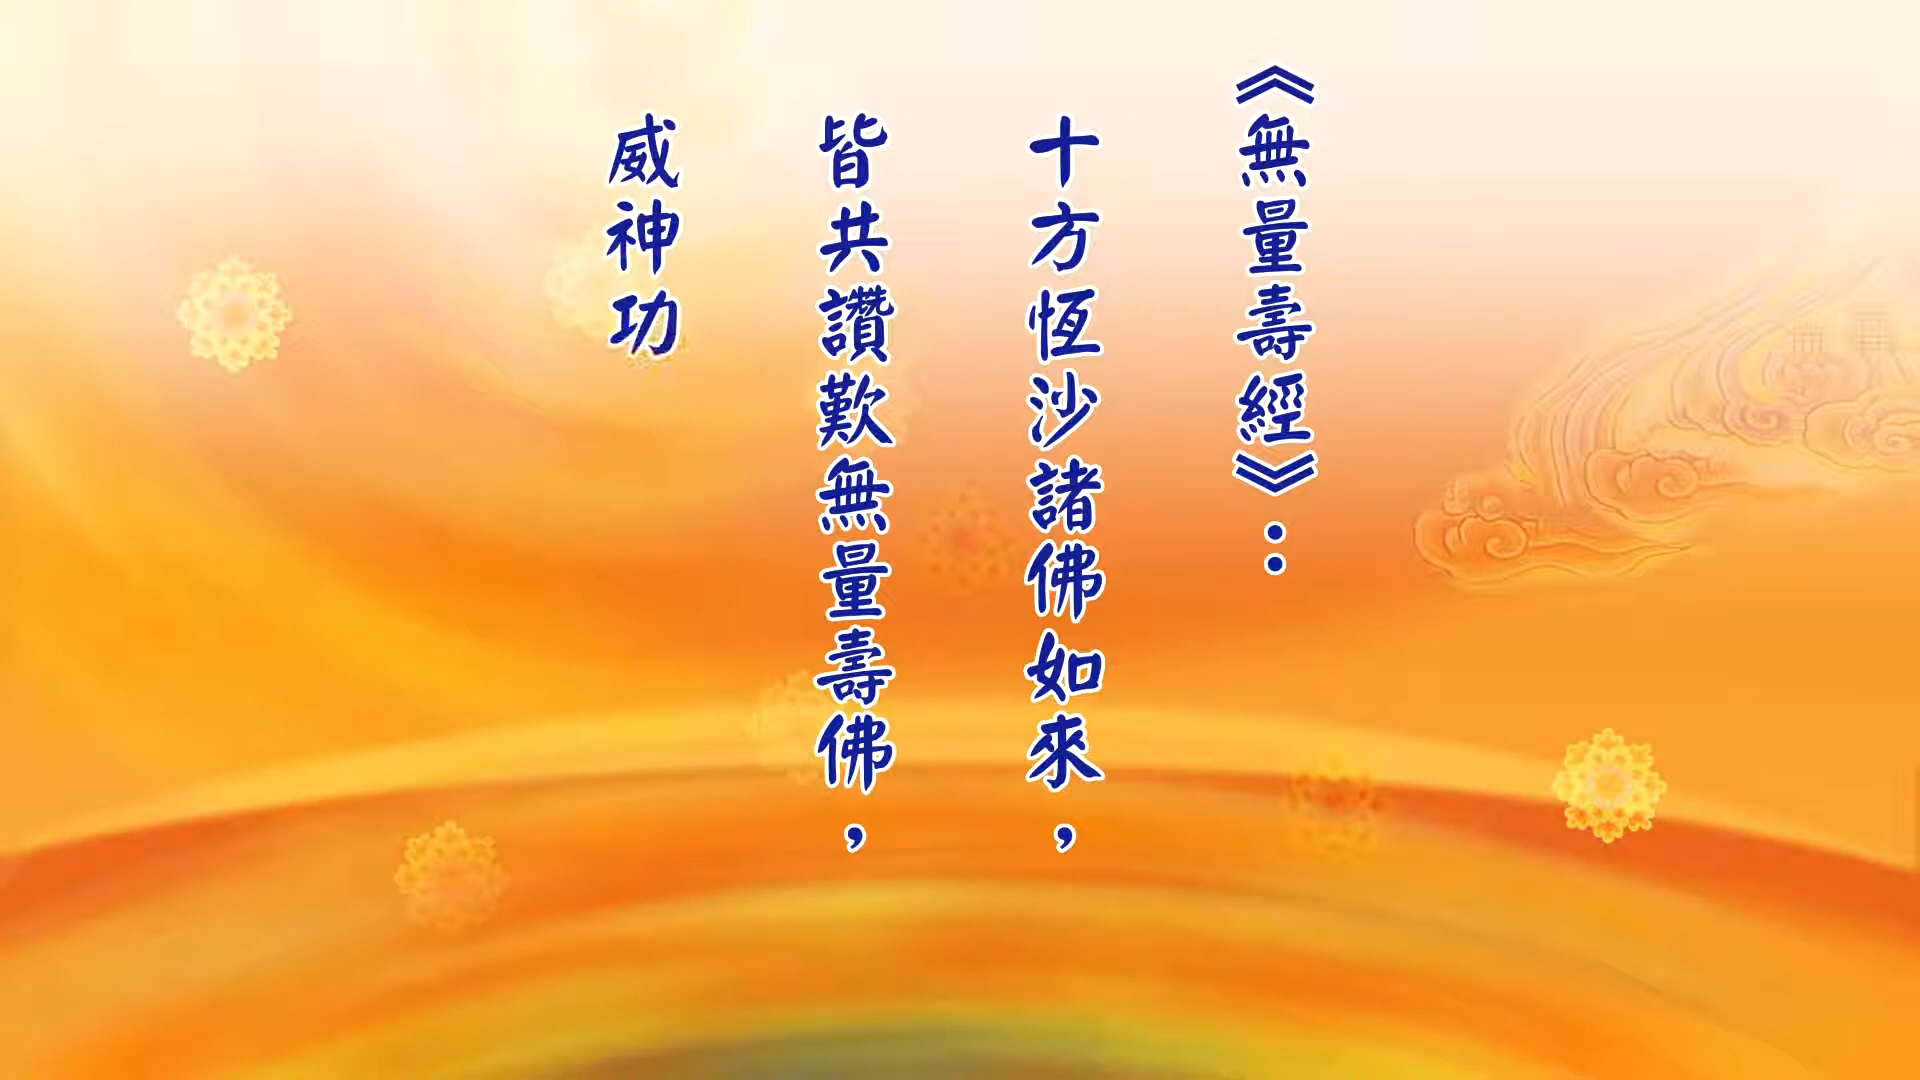 《無量壽經》：
十方恆沙諸佛如來，
皆共讚歎無量壽佛，
威神功